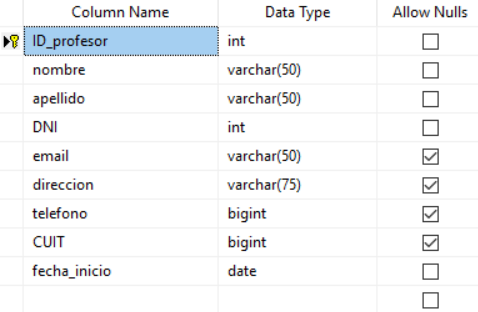 Column Name Data Type Allow Nulls
ID_profesor int
nombre varchar(50)
apellido varchar(50)
DNI int
email varchar(50)
direccion varchar(75)
telefono bigint
CUIT bigint
fecha_inicio date